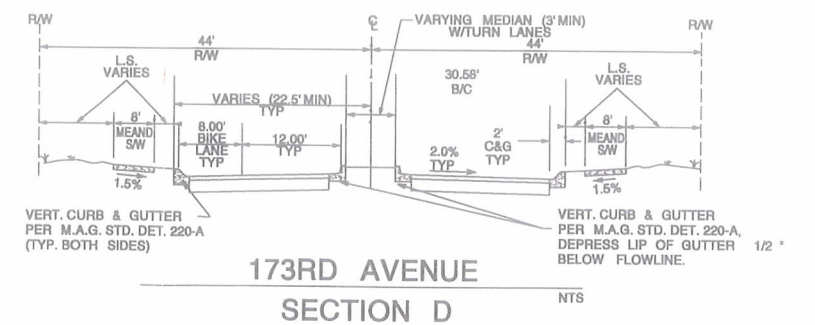 R/W
℄
VARYING MEDIAN (3' MIN)
W/TURN LANES
R/W
44'
R/W
44'
R/W
L.S.
VARIES
30.58'
B/C
L.S.
VARIES
VARIES (22.5' MIN)
TYP
8'
MEAND
S/W
8.00'
BIKE
LANE
TYP
12.00'
TYP
2.0%
TYP
2'
C&G
TYP
8'
MEAND
S/W
1.5%
1.5%
VERT. CURB & GUTTER
PER M.A.G. STD. DET. 220-A
(TYP. BOTH SIDES)
VERT. CURB & GUTTER
PER M.A.G. STD. DET. 220-A,
DEPRESS LIP OF GUTTER 1/2 "
BELOW FLOWLINE.
173RD AVENUE
SECTION D
NTS